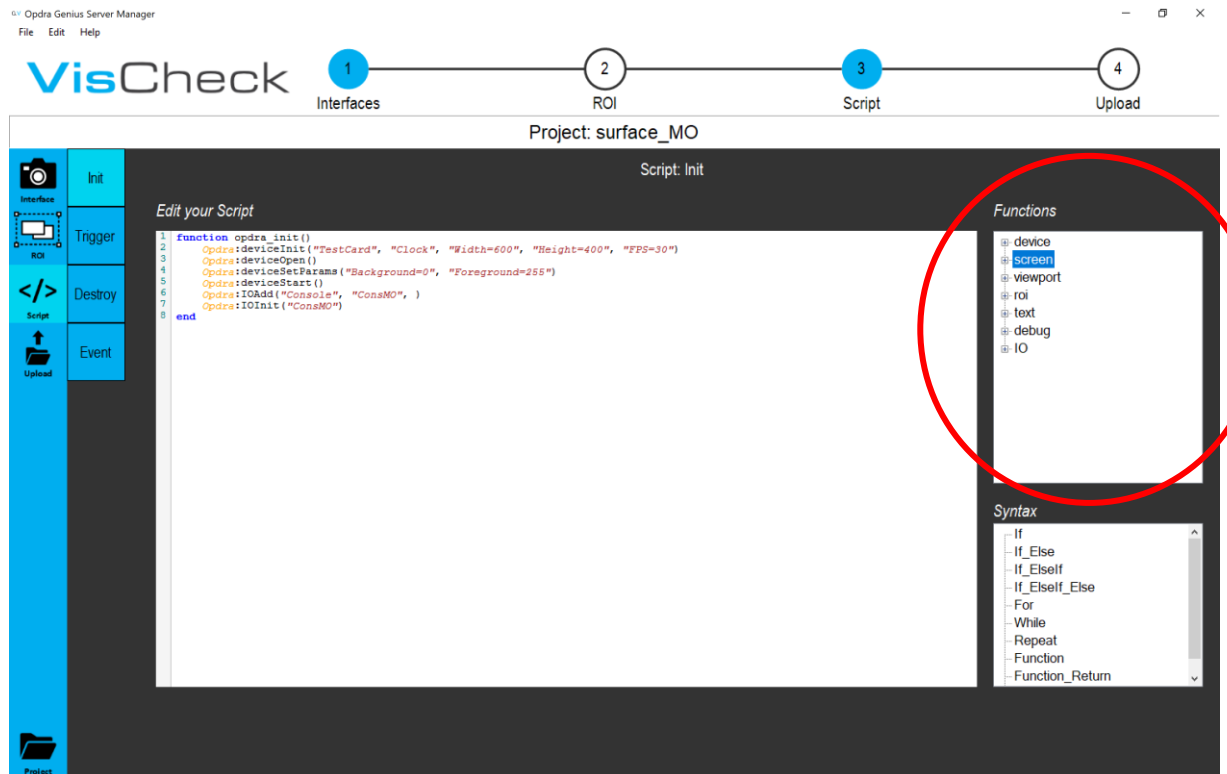 Opdra Genius Server Manager
File Edit Help
VisCheck
1
2
3
4
Interfaces
ROI
Script
Upload
Project: surface_MO
Interface
ROI
</>
Script
Upload
Project
Init
Trigger
Destroy
Event
Script: Init
Edit your Script
1 function opdra_init()
2 Opdra:deviceInit("TestCard", "Clock", "Width=600", "Height=400", "FPS=30")
3 Opdra:deviceOpen()
4 Opdra:deviceSetParams("Background=0", "Foreground=255")
5 Opdra:deviceStart()
6 Opdra:IOAdd("Console", "ConsMO", )
7 Opdra:IOInit("ConsMO")
8 end
Functions
device
screen
viewport
roi
text
debug
IO
Syntax
If
If_Else
If_ElseIf
If_ElseIf_Else
For
While
Repeat
Function
Function_Return